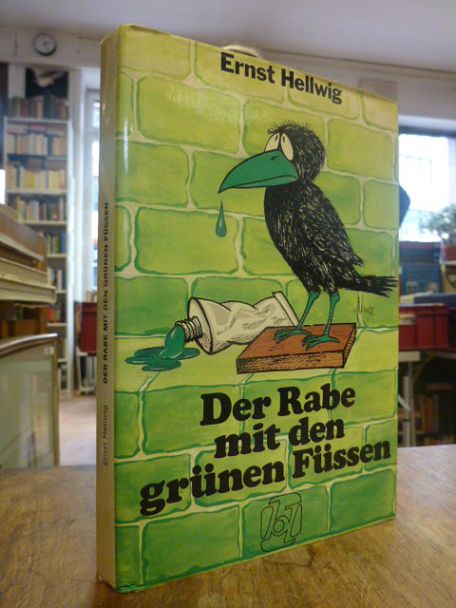 Ernst Hellwig
Der Rabe
mit den
grünen Füssen
Ernst Hellwig DER RABE MIT DEN GRÜNEN FÜSSEN